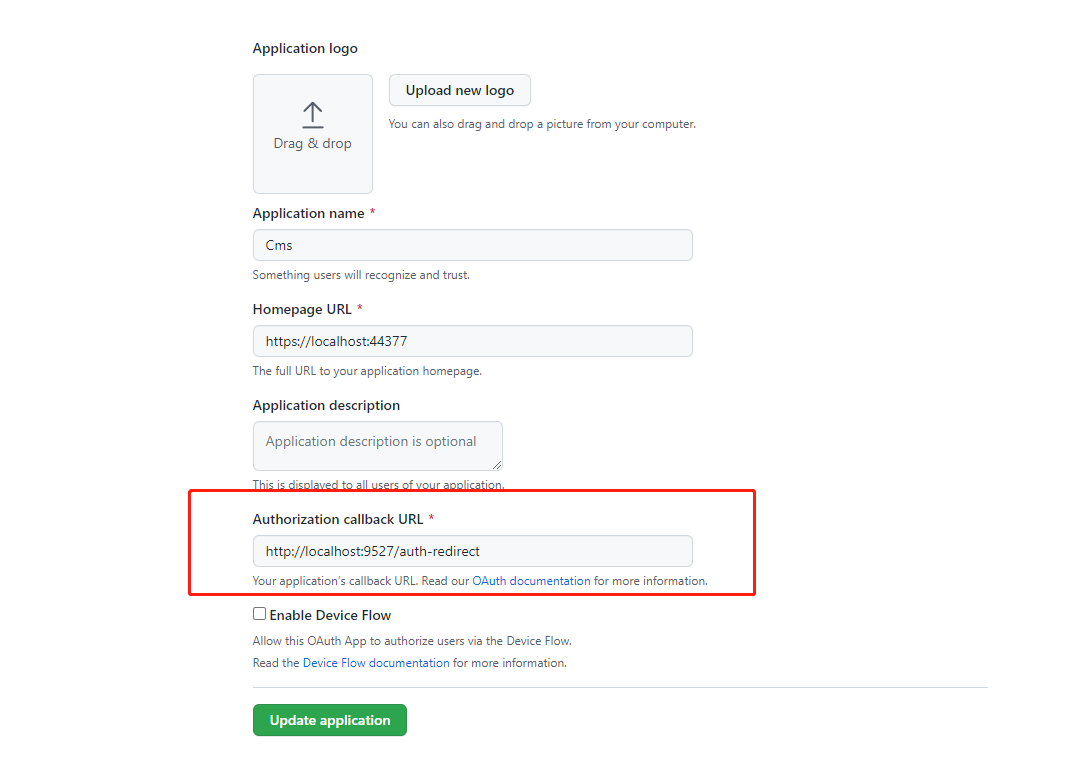 Application logo
Upload new logo
Drag & drop
You can also drag and drop a picture from your computer.
Application name *
Cms
Something users will recognize and trust.
Homepage URL *
https://localhost:44377
The full URL to your application homepage.
Application description
Application description is optional
This is displayed to all users of your application.
Authorization callback URL *
http://localhost:9527/auth-redirect
Your application's callback URL. Read our OAuth documentation for more information.
Enable Device Flow
Allow this OAuth App to authorize users via the Device Flow.
Read the Device Flow documentation for more information.
Update application